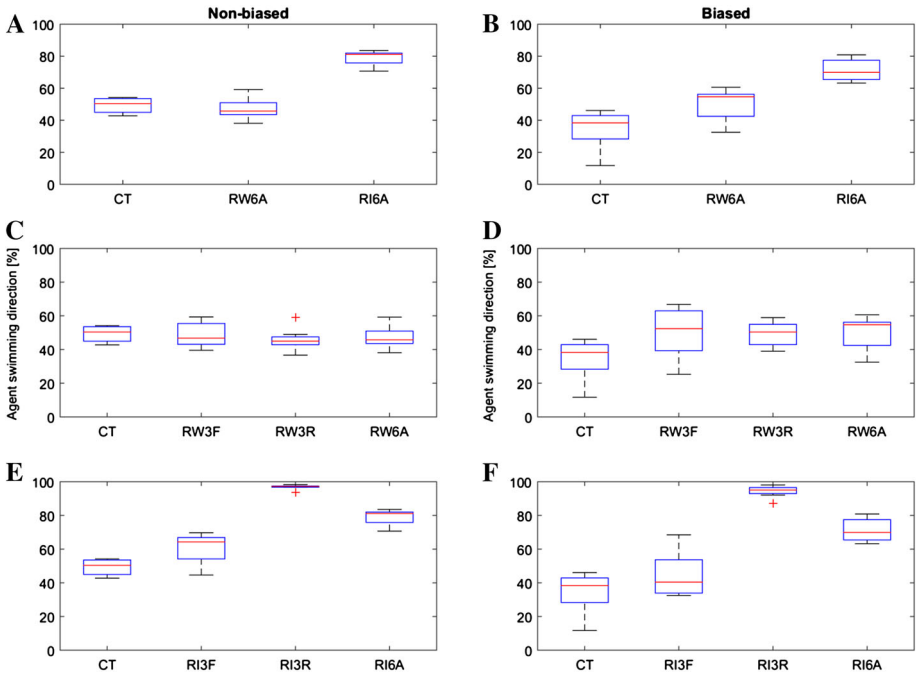 Non-biased
Biased
A
100
80
60
40
20
0
CT RW6A RI6A
B
100
80
60
40
20
0
CT RW6A RI6A
Agent swimming direction [%]
C
100
80
60
40
20
0
CT RW3F RW3R RW6A
D
100
80
60
40
20
0
CT RW3F RW3R RW6A
E
100
80
60
40
20
0
CT RI3F RI3R RI6A
F
100
80
60
40
20
0
CT RI3F RI3R RI6A